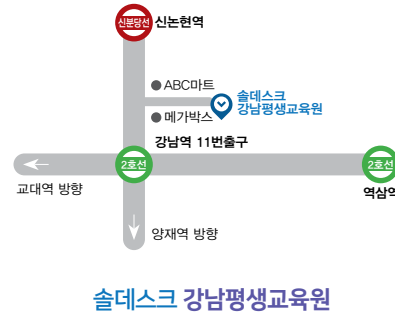 신분당선 신논현역
ABC마트
솔데스크
강남평생교육원
메가박스
강남역 11번출구
2호선
2호선
교대역 방향
역삼역
양재역 방향
솔데스크 강남평생교육원